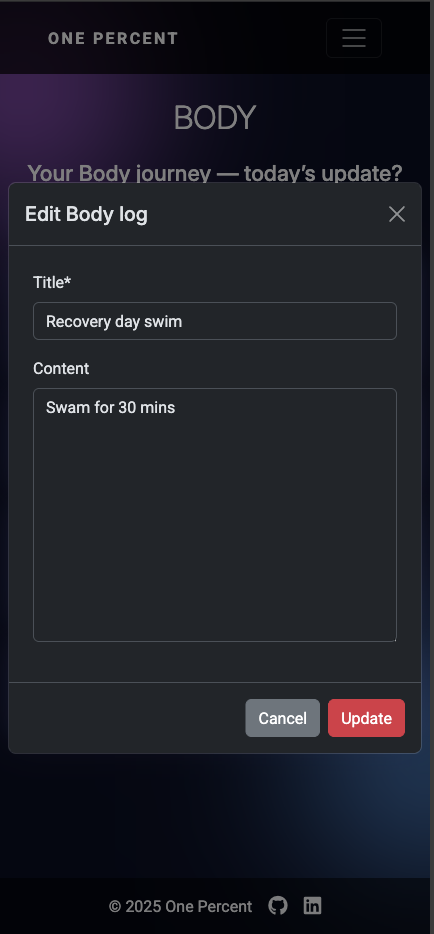 ONE PERCENT
BODY
Your Body journey — today’s update?
Edit Body log
Title*
Recovery day swim
Content
Swam for 30 mins
Cancel
Update
© 2025 One Percent
in